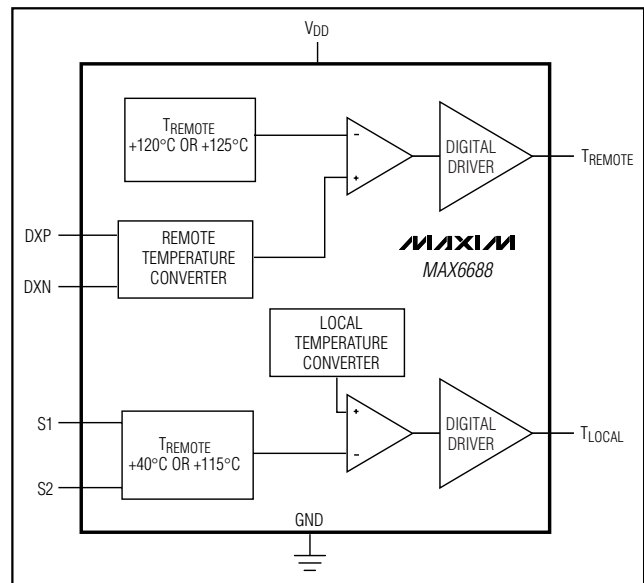 VDD
TREMOTE
+120°C OR +125°C
-
+
DIGITAL
DRIVER
TREMOTE
DXP
DXN
REMOTE
TEMPERATURE
CONVERTER
MAXIM
MAX6688
LOCAL
TEMPERATURE
CONVERTER
S1
S2
TREMOTE
+40°C OR +115°C
+
-
DIGITAL
DRIVER
TLOCAL
GND